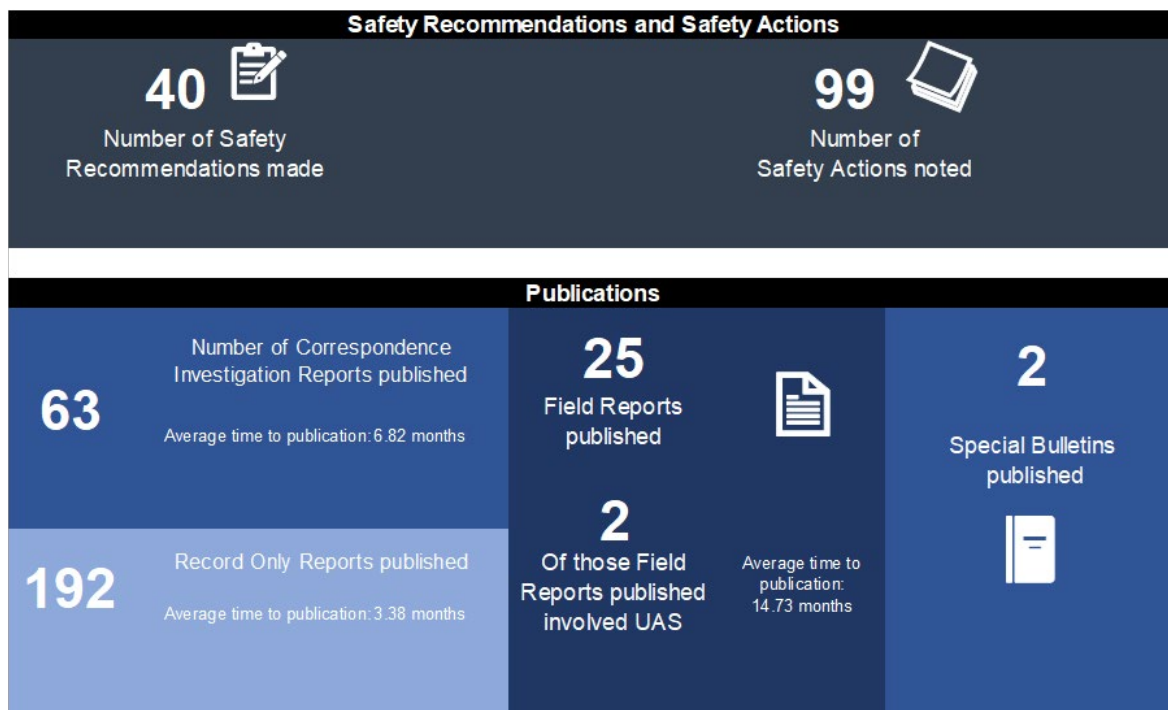 Safety Recommendations and Safety Actions
40
Number of Safety
Recommendations made
99
Number of
Safety Actions noted
Publications
63
Number of Correspondence
Investigation Reports published
Average time to publication: 6.82 months
192
Record Only Reports published
Average time to publication: 3.38 months
25
Field Reports
published
2
Of those Field
Reports published
involved UAS
Average time to
publication:
14.73 months
2
Special Bulletins
published